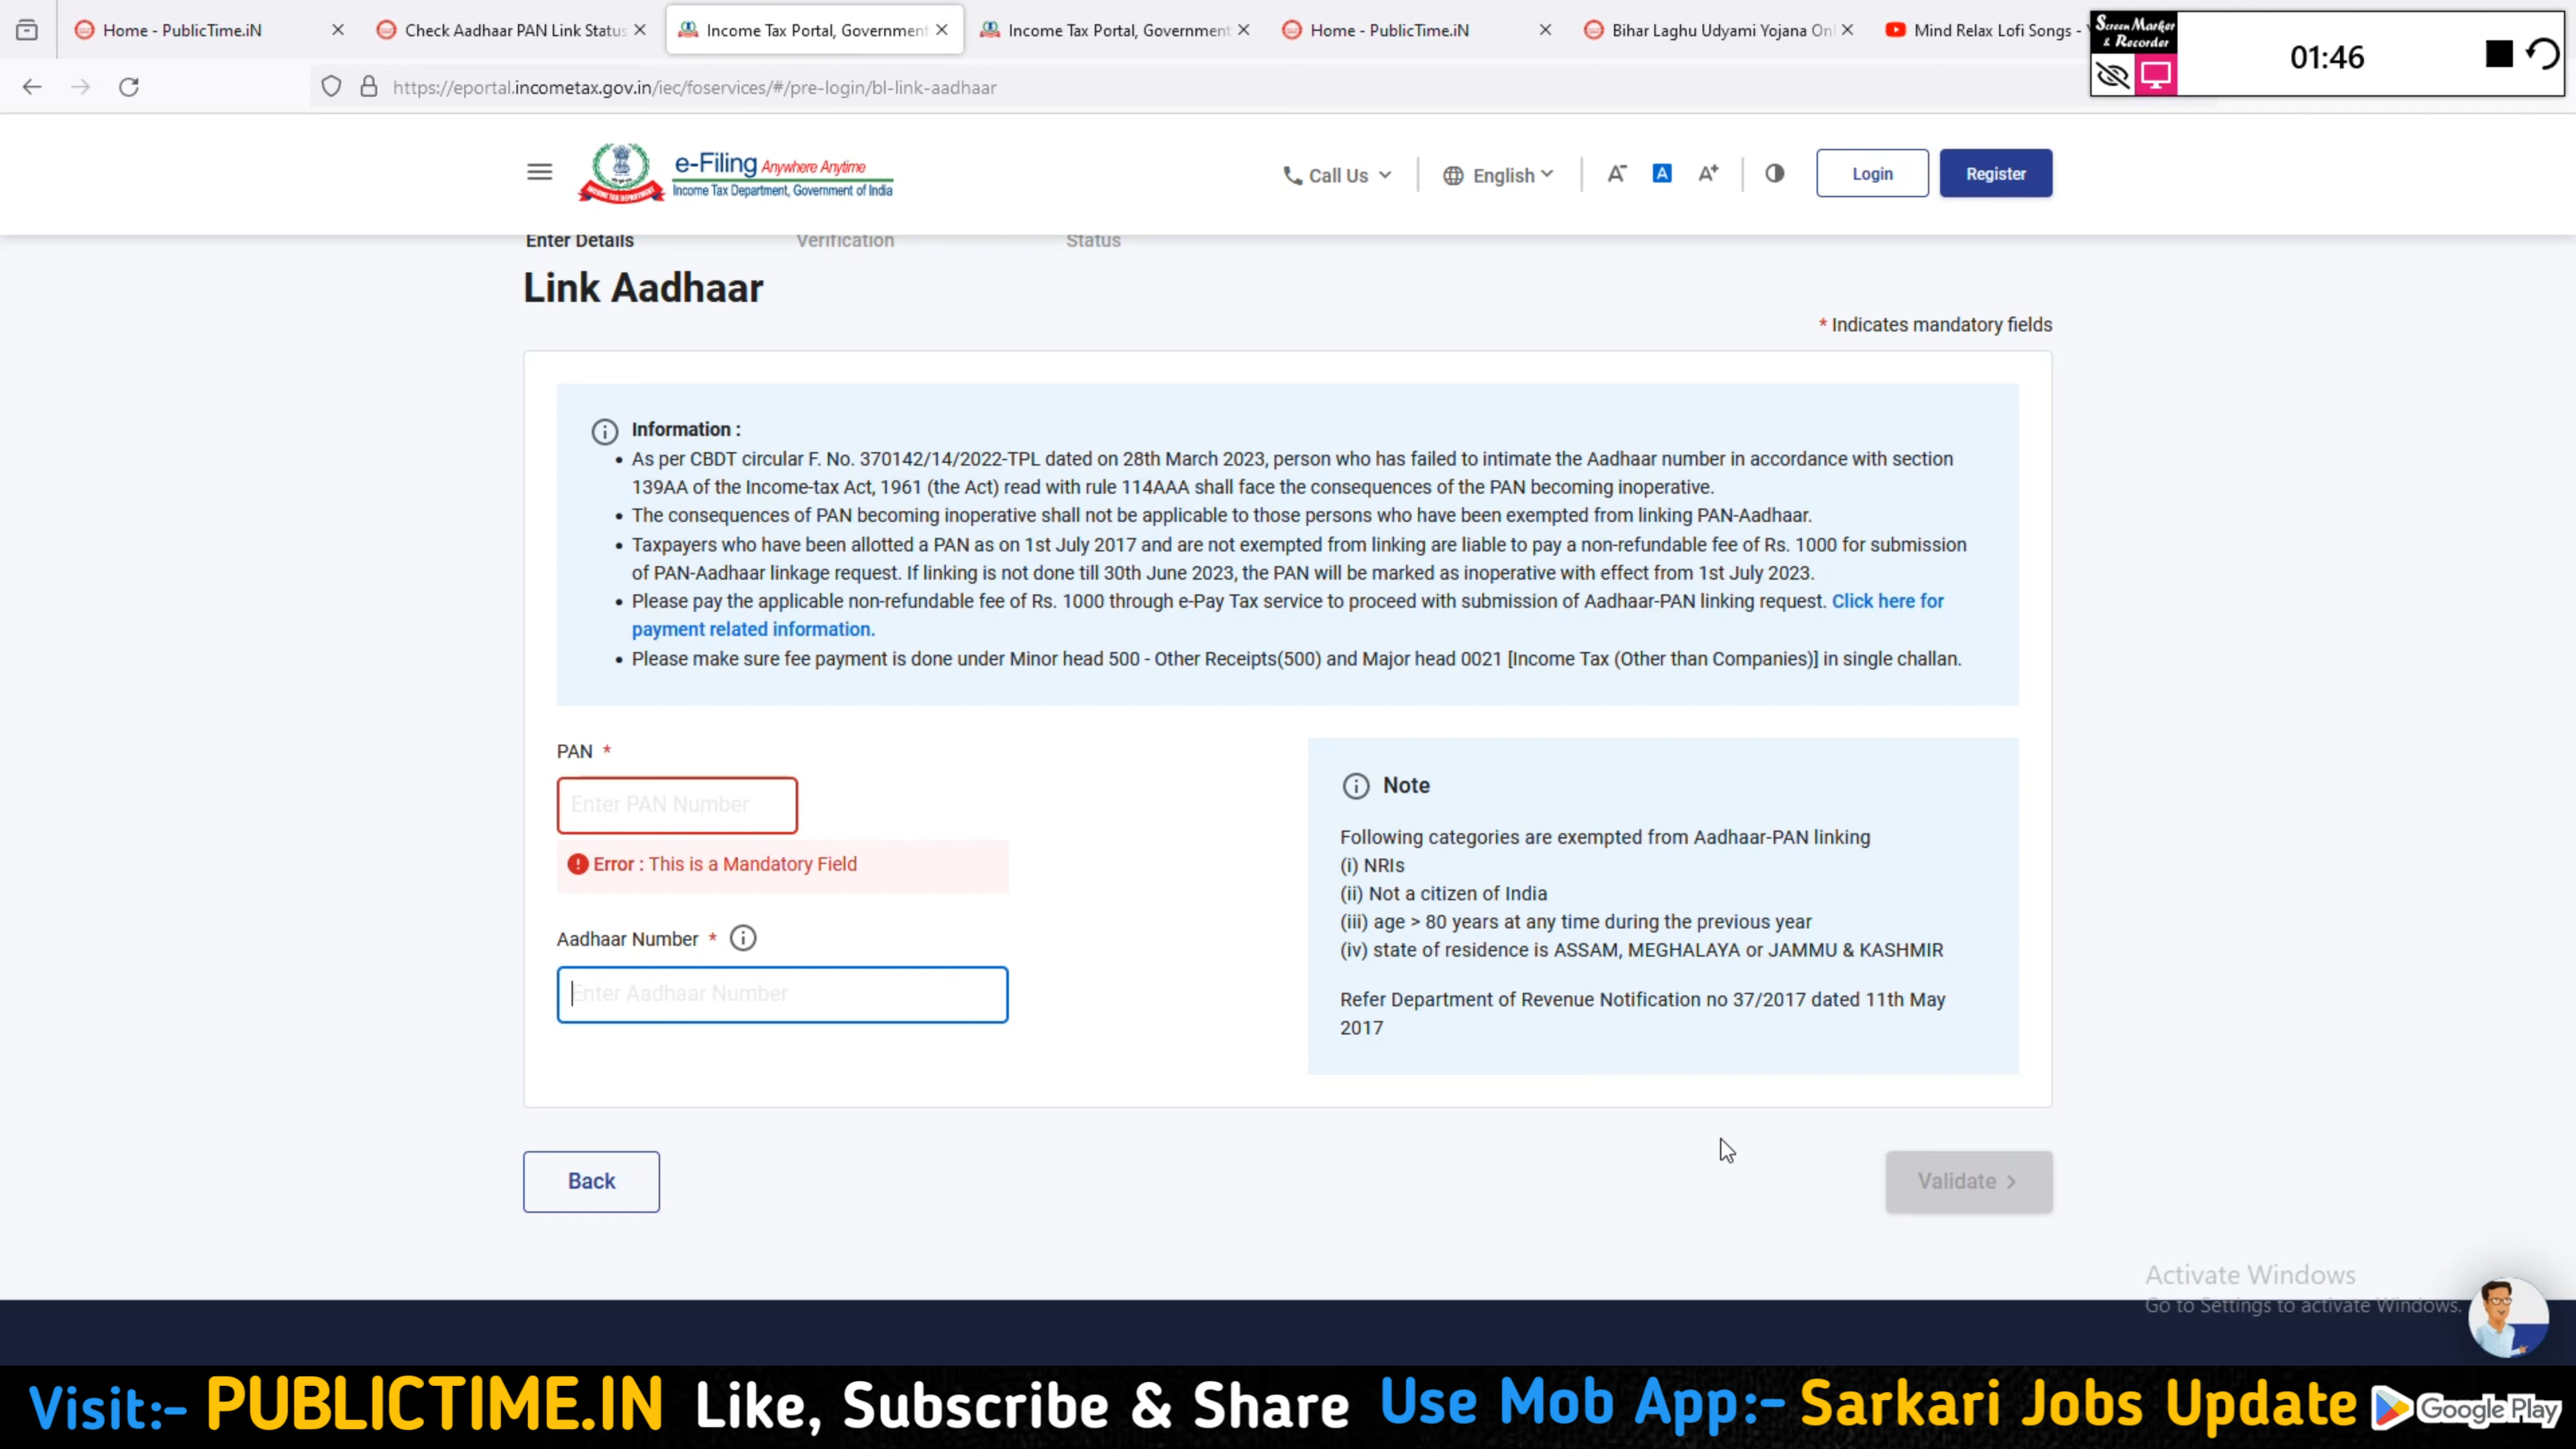 Home - PublicTime.iN
Check Aadhaar PAN Link Status
Income Tax Portal, Government
Income Tax Portal, Government
Home - PublicTime.iN
Bihar Laghu Udyami Yojana Onl
Mind Relax Lofi Songs -
Screen Marker
& Recorder
01:46
https://eportal.incometax.gov.in/iec/foservices/#/pre-login/bl-link-aadhaar
e-Filing Anywhere Anytime
Income Tax Department, Government of India
INCOME TAX DEPARTMENT
Call Us
English
A-
A
A+
Login
Register
Enter Details
Verification
Status
Link Aadhaar
* Indicates mandatory fields
Information :
• As per CBDT circular F. No. 370142/14/2022-TPL dated on 28th March 2023, person who has failed to intimate the Aadhaar number in accordance with section
139AA of the Income-tax Act, 1961 (the Act) read with rule 114AAA shall face the consequences of the PAN becoming inoperative.
• The consequences of PAN becoming inoperative shall not be applicable to those persons who have been exempted from linking PAN-Aadhaar.
• Taxpayers who have been allotted a PAN as on 1st July 2017 and are not exempted from linking are liable to pay a non-refundable fee of Rs. 1000 for submission
of PAN-Aadhaar linkage request. If linking is not done till 30th June 2023, the PAN will be marked as inoperative with effect from 1st July 2023.
• Please pay the applicable non-refundable fee of Rs. 1000 through e-Pay Tax service to proceed with submission of Aadhaar-PAN linking request. Click here for
payment related information.
• Please make sure fee payment is done under Minor head 500 - Other Receipts(500) and Major head 0021 [Income Tax (Other than Companies)] in single challan.
PAN *
Enter PAN Number
Error : This is a Mandatory Field
Aadhaar Number *
Enter Aadhaar Number
Note
Following categories are exempted from Aadhaar-PAN linking
(i) NRIs
(ii) Not a citizen of India
(iii) age > 80 years at any time during the previous year
(iv) state of residence is ASSAM, MEGHALAYA or JAMMU & KASHMIR
Refer Department of Revenue Notification no 37/2017 dated 11th May
2017
Back
Validate >
Activate Windows
Go to Settings to activate Windows.
Visit:- PUBLICTIME.IN Like, Subscribe & Share Use Mob App:- Sarkari Jobs Update Google Play